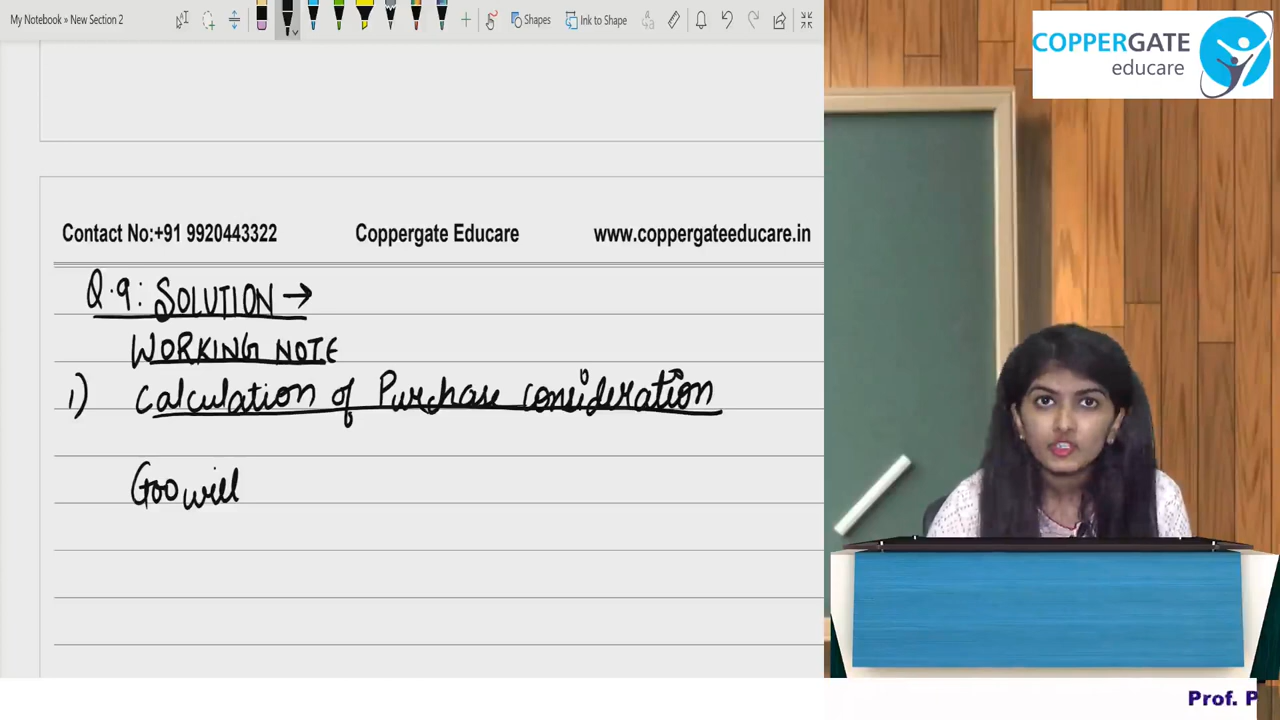 My Notebook » New Section 2
Shapes
Ink to Shape
COPPERGATE
educare
Contact No:+91 9920443322 Coppergate Educare www.coppergateeducare.in
Q.9: SOLUTION →
WORKING NOTE
1) Calculation of Purchase consideration
Goowill
Prof. P